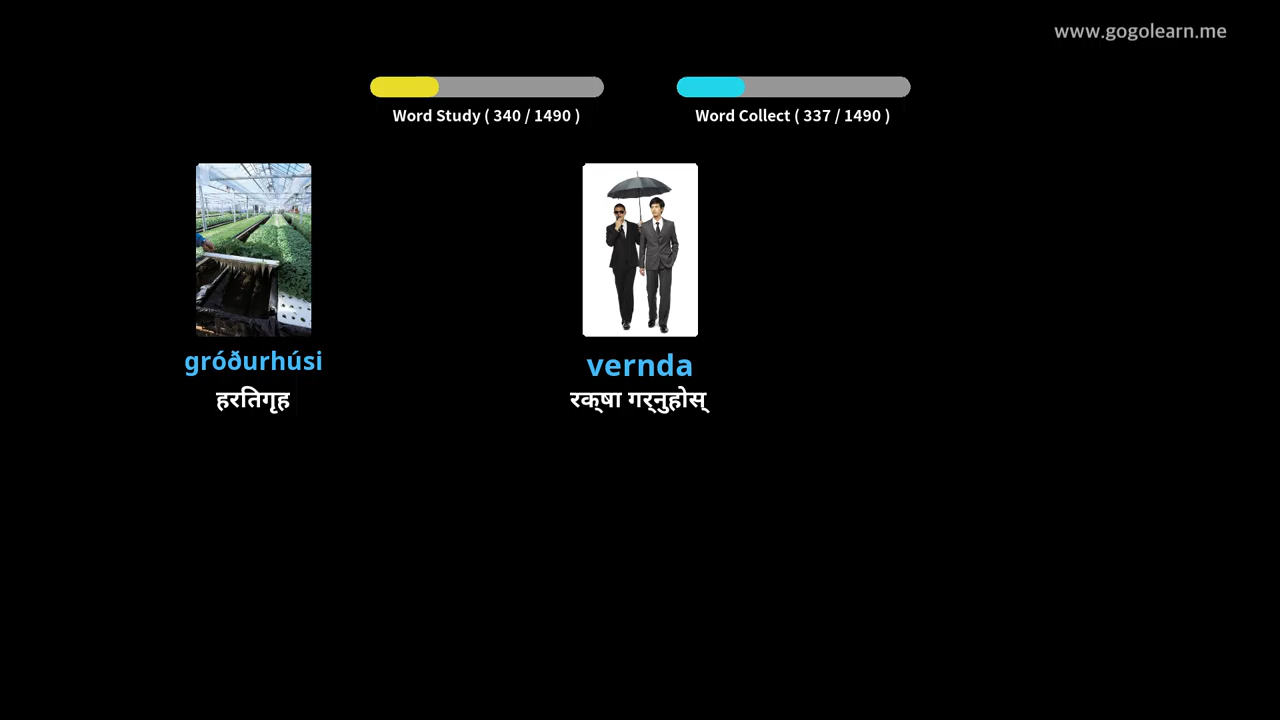 www.gogolearn.me
Word Study ( 340 / 1490 )
Word Collect ( 337 / 1490 )
gróðurhúsi
हरितगृह
vernda
रक्षा गर्नुहोस्